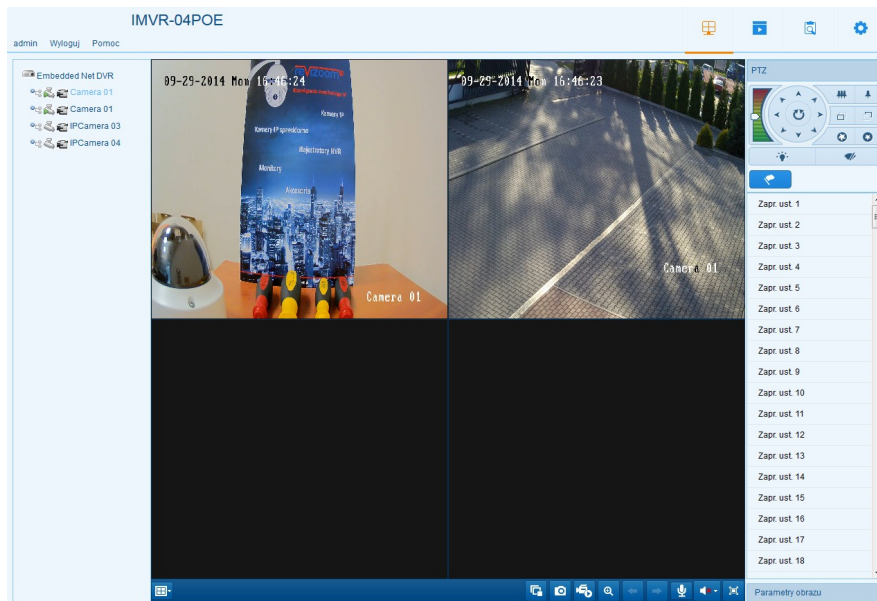 IMVR-04POE
admin Wyloguj Pomoc
Embedded Net DVR
Camera 01
Camera 01
IPCamera 03
IPCamera 04
09-29-2014 Mon 16:46:24
revizoom
Kamery IP
Kamery IP speeddome
Rejestratory NVR
Monitory
Akcesoria
Camera 01
09-29-2014 Mon 16:46:23
Camera 01
PTZ
Zapr. ust. 1
Zapr. ust. 2
Zapr. ust. 3
Zapr. ust. 4
Zapr. ust. 5
Zapr. ust. 6
Zapr. ust. 7
Zapr. ust. 8
Zapr. ust. 9
Zapr. ust. 10
Zapr. ust. 11
Zapr. ust. 12
Zapr. ust. 13
Zapr. ust. 14
Zapr. ust. 15
Zapr. ust. 16
Zapr. ust. 17
Zapr. ust. 18
Parametry obrazu